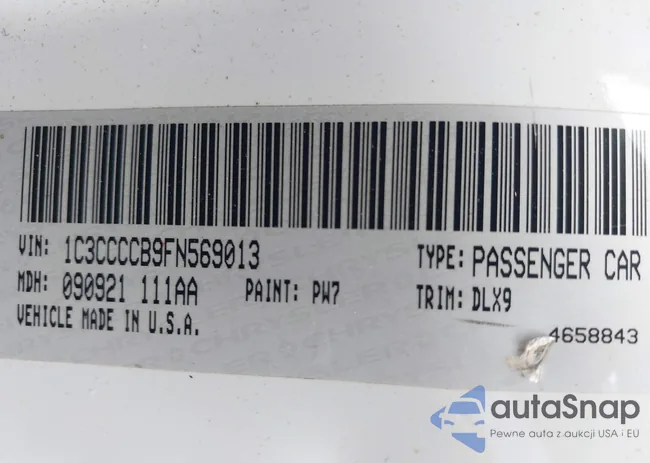 VIN: 1C3CCCCB9FN569013 TYPE: PASSENGER CAR
MDH: 090921 111AA PAINT: PW7 TRIM: DLX9
VEHICLE MADE IN U.S.A. 4658843
autaSnap
Pewne auta z aukcji USA i EU